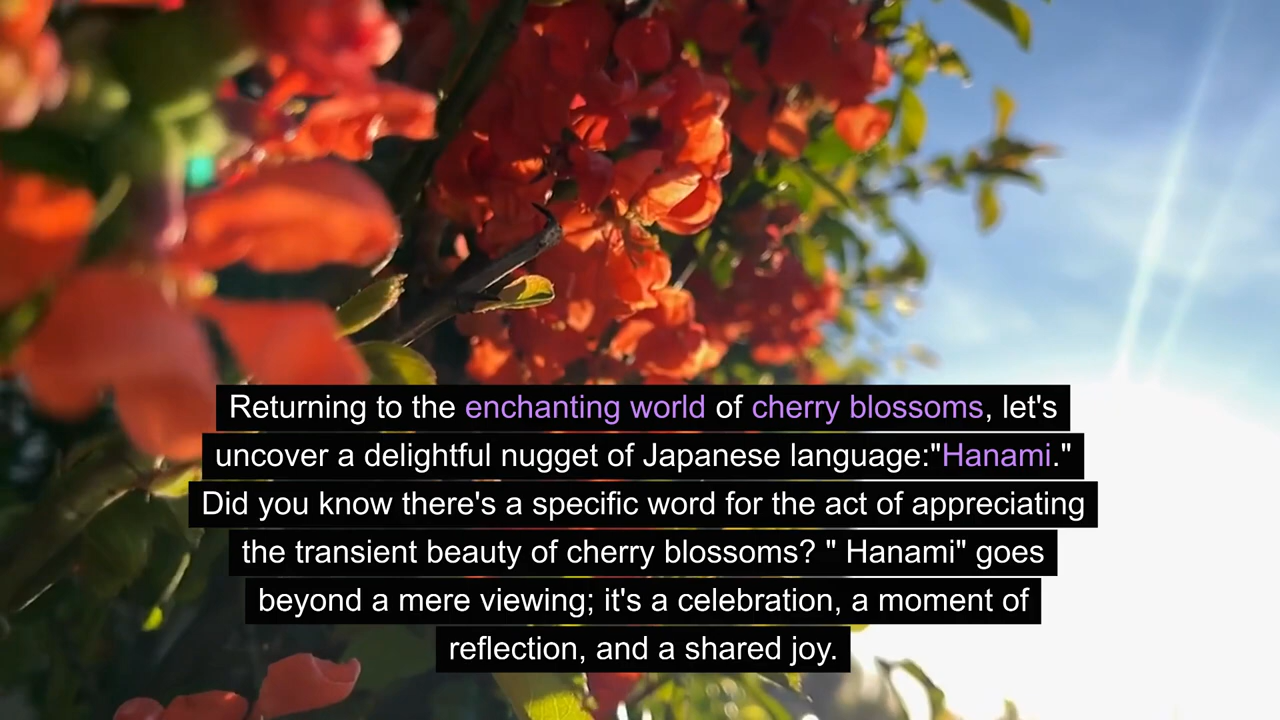 Returning to the enchanting world of cherry blossoms, let's
uncover a delightful nugget of Japanese language:"Hanami."
Did you know there's a specific word for the act of appreciating
the transient beauty of cherry blossoms? " Hanami" goes
beyond a mere viewing; it's a celebration, a moment of
reflection, and a shared joy.